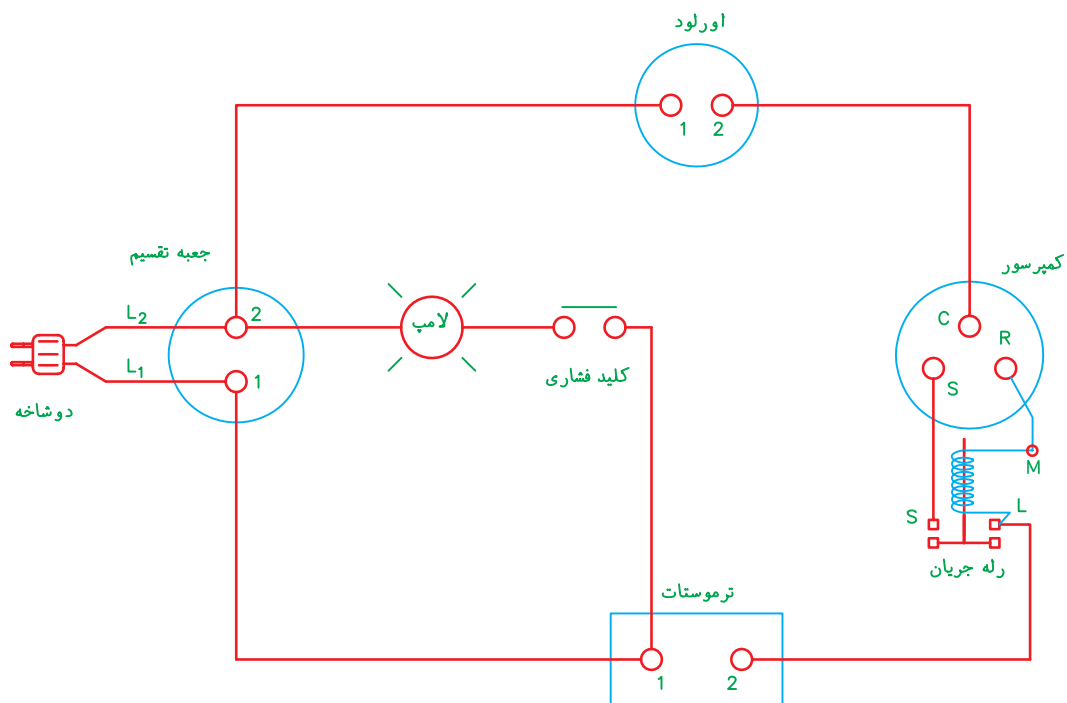 اورلود
1 2
جعبه تقسیم
کمپرسور
L2
2
لامپ
C
R
L1
1
کلید فشاری
S
دوشاخه
M
S
L
رله جریان
ترموستات
1 2